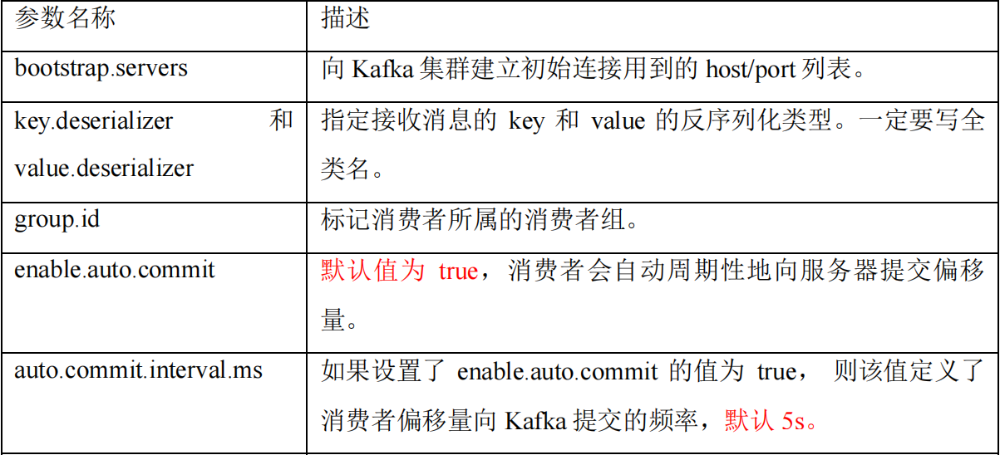 参数名称 描述
bootstrap.servers 向 Kafka 集群建立初始连接用到的 host/port 列表。
key.deserializer 和 指定接收消息的 key 和 value 的反序列化类型。一定要写全
value.deserializer 类名。
group.id 标记消费者所属的消费者组。
enable.auto.commit 默认值为 true，消费者会自动周期性地向服务器提交偏移
量。
auto.commit.interval.ms 如果设置了 enable.auto.commit 的值为 true， 则该值定义了
消费者偏移量向 Kafka 提交的频率，默认 5s。